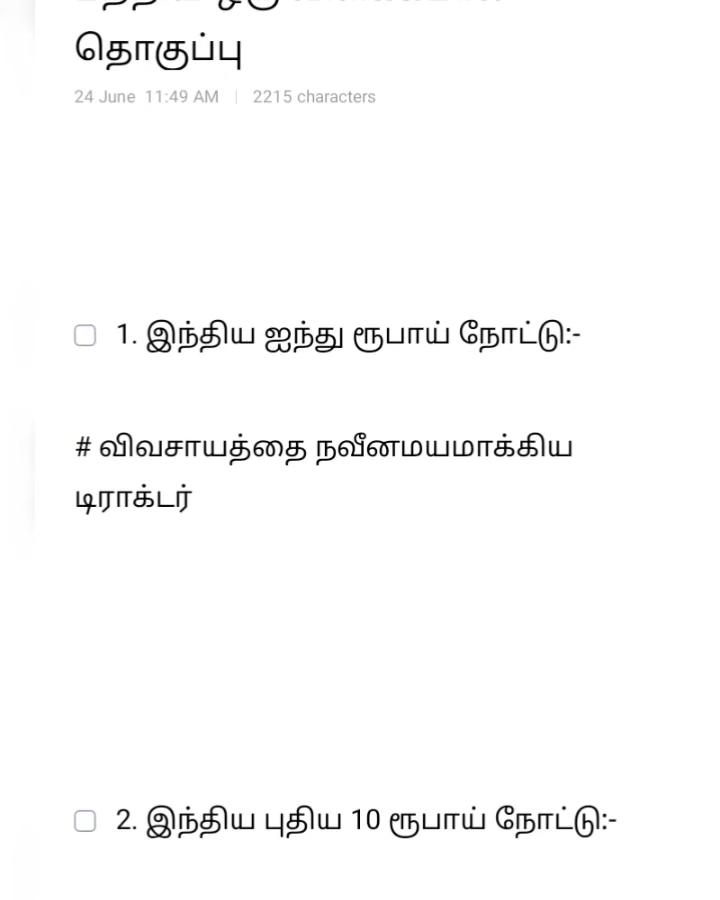 தொகுப்பு
24 June 11:49 AM | 2215 characters
1. இந்திய ஐந்து ரூபாய் நோட்டு:-
# விவசாயத்தை நவீனமயமாக்கிய
டிராக்டர்
2. இந்திய புதிய 10 ரூபாய் நோட்டு:-